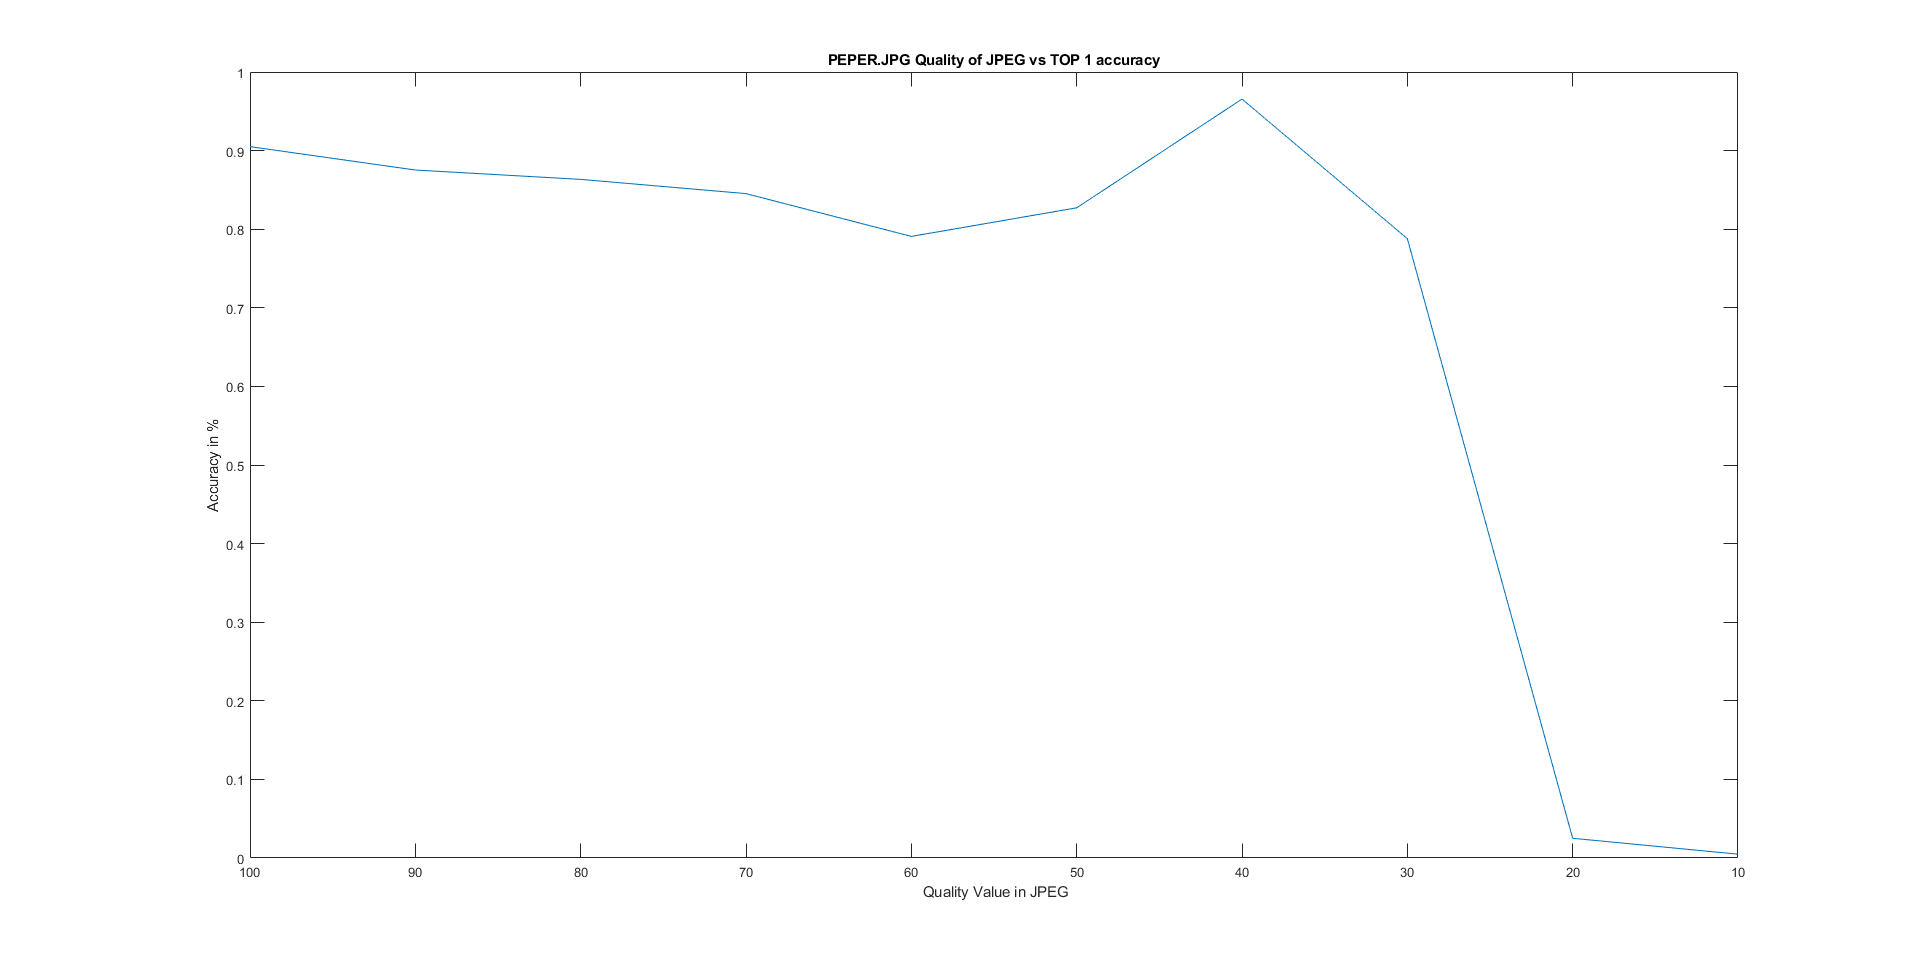 PEPER.JPG Quality of JPEG vs TOP 1 accuracy
1
0.9
0.8
0.7
0.6
0.5
0.4
0.3
0.2
0.1
0
Accuracy in %
100 90 80 70 60 50 40 30 20 10
Quality Value in JPEG